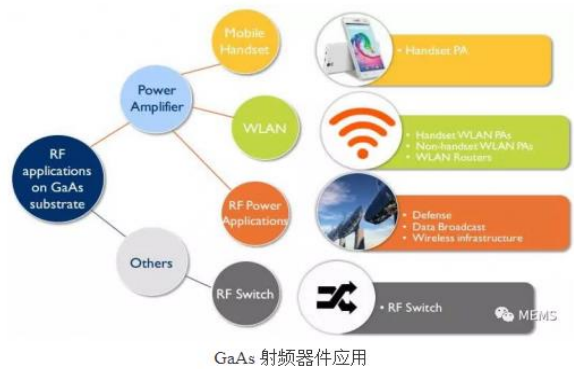 Mobile
Handset
• Handset PA
Power
Amplifier
WLAN
• Handset WLAN PAs
• Non-handset WLAN PAs
• WLAN Routers
RF
applications
on GaAs
substrate
RF Power
Applications
• Defense
• Data Broadcast
• Wireless infrastructure
Others
RF Switch
• RF Switch
MEMS
GaAs 射频器件应用